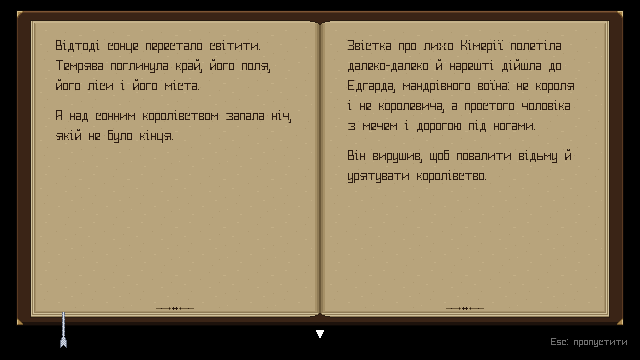 Відтоді сонце перестало світити.
Темрява поглинула край, його поля,
його ліси і його міста.
А над сонним королівством запала ніч,
якій не було кінця.
Звістка про лихо Кімерії полетіла
далеко-далеко й нарешті дійшла до
Едгарда, мандрівного воїна: не короля
і не королевича, а простого чоловіка
з мечем і дорогою під ногами.
Він вирушив, щоб повалити відьму й
урятувати королівство.
Esc: пропустити